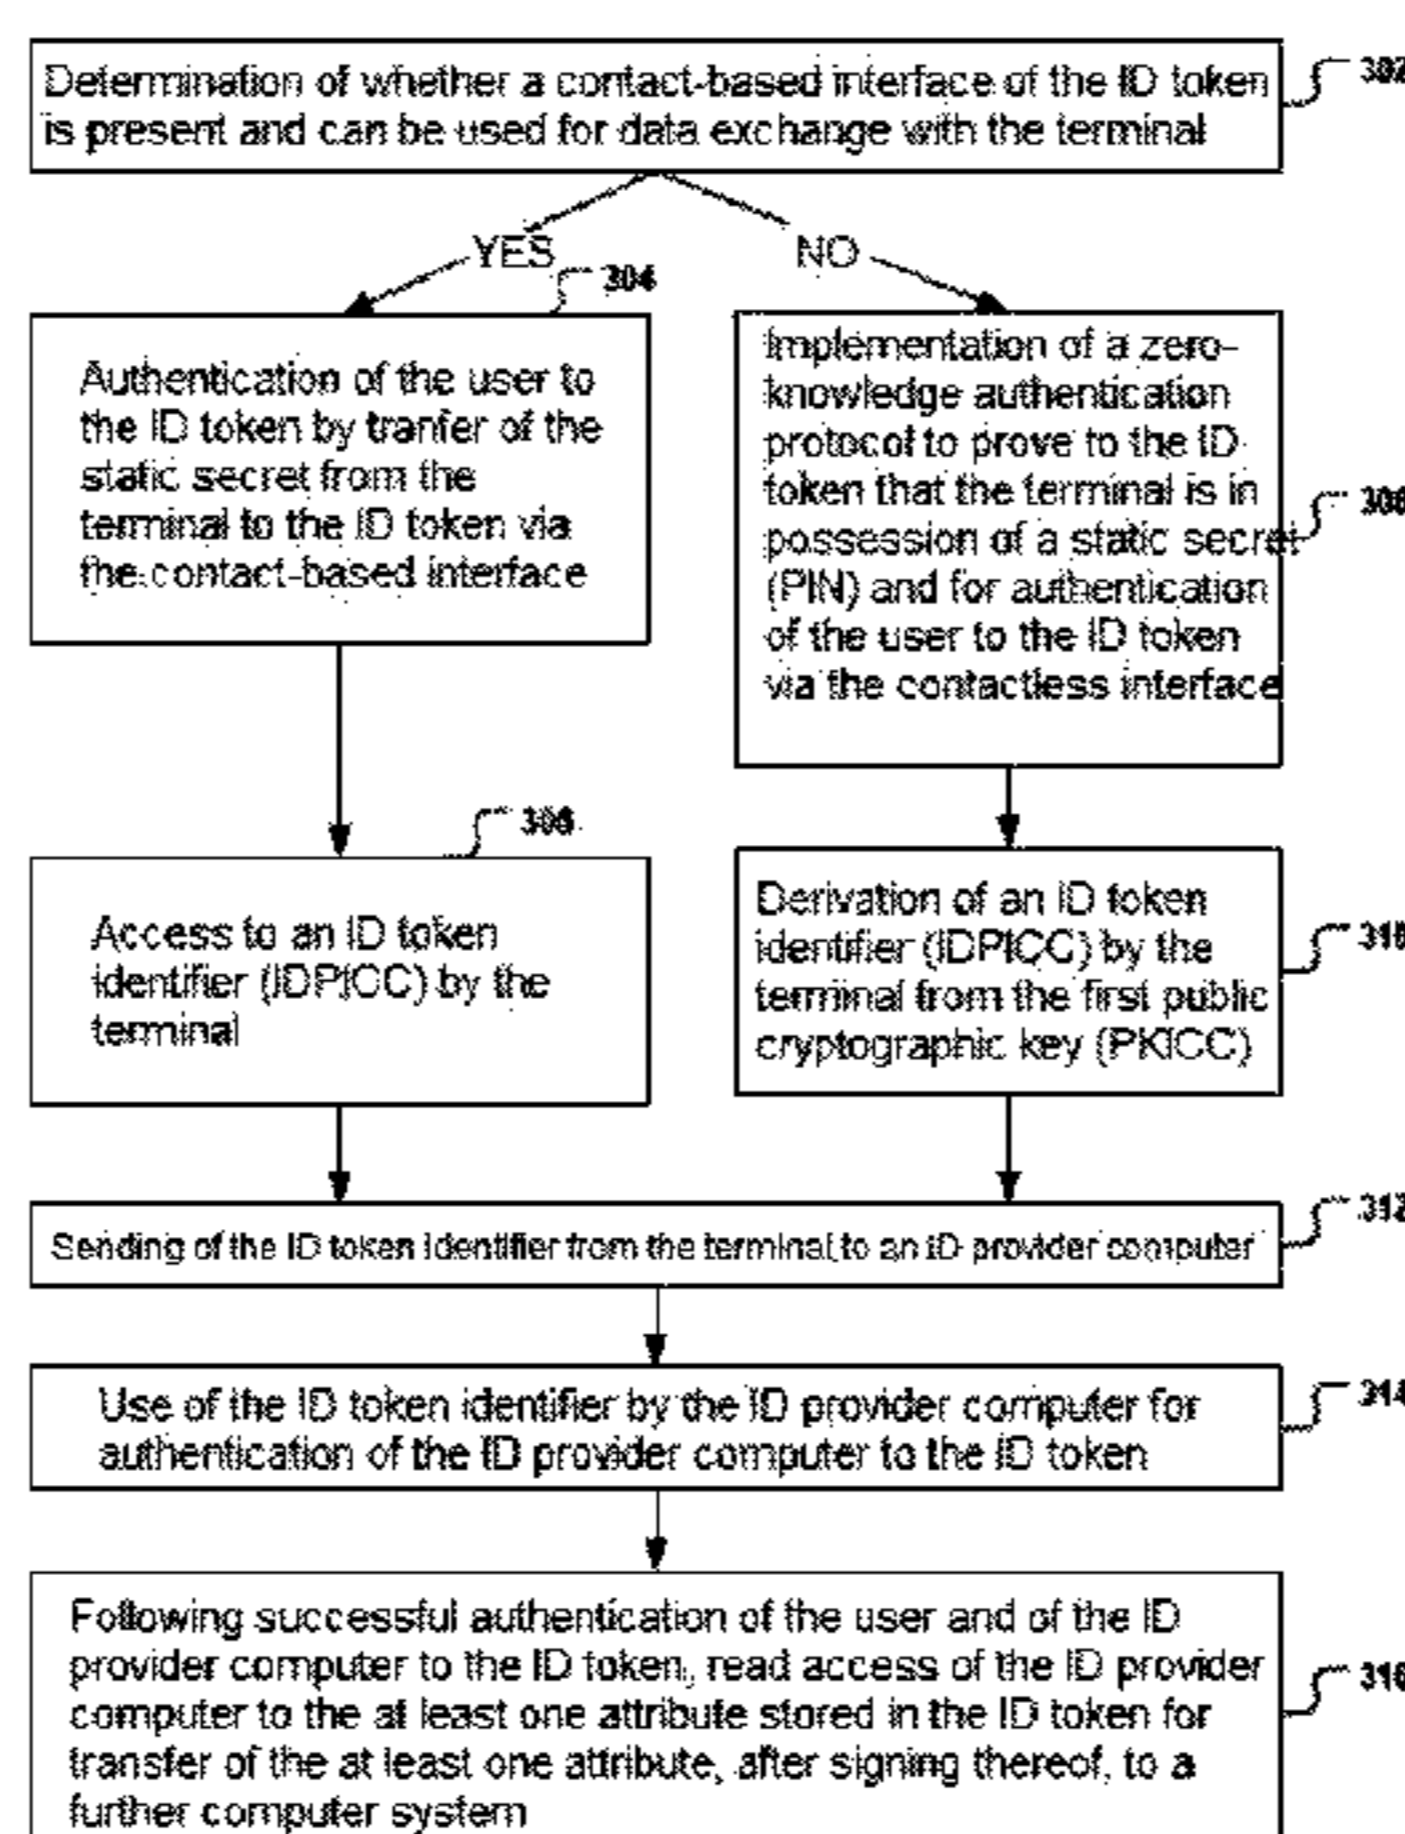 Determination of whether a contact-based interface of the ID token
is present and can be used for data exchange with the terminal
302
YES
NO
304
Authentication of the user to
the ID token by tranfer of the
static secret from the
terminal to the ID token via
the contact-based interface
Implementation of a zero-
knowledge authentication
protocol to prove to the ID
token that the terminal is in
possession of a static secret
(PIN) and for authentication
of the user to the ID token
via the contactless interface
Access to an ID token
identifier (IDPICC) by the
terminal
Derivation of an ID token
identifier (IDPICC) by the
terminal from the first public
cryptographic key (PKICC)
310
Sending of the ID token identifier from the terminal to an ID provider computer
312
Use of the ID token identifier by the ID provider computer for
authentication of the ID provider computer to the ID token
314
Following successful authentication of the user and of the ID
provider computer to the ID token, read access of the ID provider
computer to the at least one attribute stored in the ID token for
transfer of the at least one attribute, after signing thereof, to a
further computer system
316